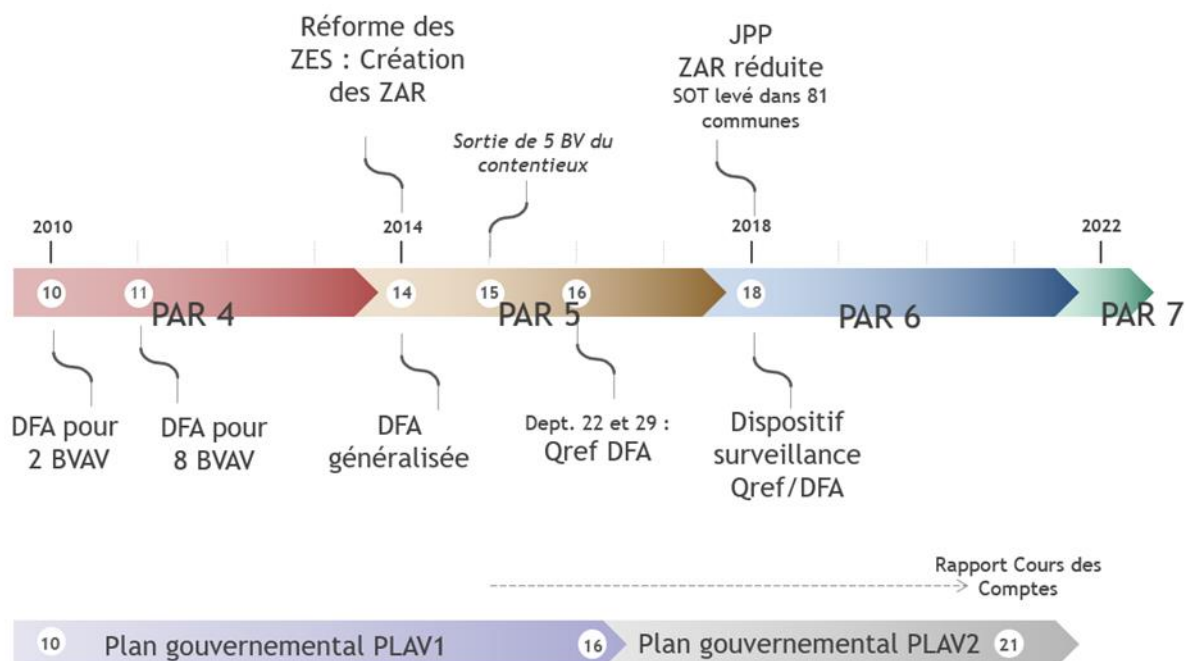 Réforme des
ZES : Création
des ZAR
JPP
ZAR réduite
SOT levé dans 81
communes
Sortie de 5 BV du
contentieux
2010
2014
2018
2022
10
11
14
15
16
18
PAR 4
PAR 5
PAR 6
PAR 7
DFA pour
2 BVAV
DFA pour
8 BVAV
DFA
généralisée
Dept. 22 et 29 :
Qref DFA
Dispositif
surveillance
Qref/DFA
Rapport Cours des
Comptes
10
Plan gouvernemental PLAV1
16
Plan gouvernemental PLAV2
21